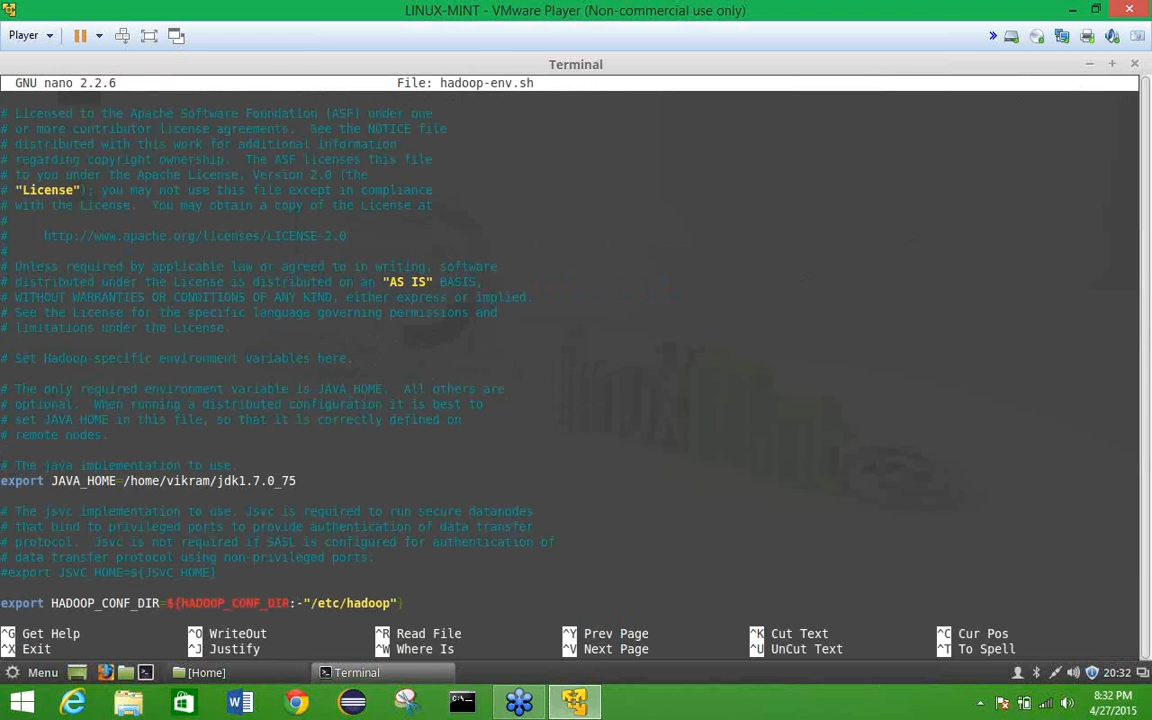 LINUX-MINT - VMware Player (Non-commercial use only)
Player
Terminal
GNU nano 2.2.6 File: hadoop-env.sh
# Licensed to the Apache Software Foundation (ASF) under one
# or more contributor license agreements.  See the NOTICE file
# distributed with this work for additional information
# regarding copyright ownership.  The ASF licenses this file
# to you under the Apache License, Version 2.0 (the
# "License"); you may not use this file except in compliance
# with the License.  You may obtain a copy of the License at
#
#     http://www.apache.org/licenses/LICENSE-2.0
#
# Unless required by applicable law or agreed to in writing, software
# distributed under the License is distributed on an "AS IS" BASIS,
# WITHOUT WARRANTIES OR CONDITIONS OF ANY KIND, either express or implied.
# See the License for the specific language governing permissions and
# limitations under the License.
# Set Hadoop-specific environment variables here.
# The only required environment variable is JAVA_HOME.  All others are
# optional.  When running a distributed configuration it is best to
# set JAVA_HOME in this file, so that it is correctly defined on
# remote nodes.
# The java implementation to use.
export JAVA_HOME=/home/vikram/jdk1.7.0_75
# The jsvc implementation to use. Jsvc is required to run secure datanodes
# that bind to privileged ports to provide authentication of data transfer
# protocol.  Jsvc is not required if SASL is configured for authentication of
# data transfer protocol using non-privileged ports.
#export JSVC_HOME=${JSVC_HOME}
export HADOOP_CONF_DIR=${HADOOP_CONF_DIR:-"/etc/hadoop"}
^G Get Help ^O WriteOut ^R Read File ^Y Prev Page ^K Cut Text ^C Cur Pos
^X Exit ^J Justify ^W Where Is ^V Next Page ^U UnCut Text ^T To Spell
Menu [Home] Terminal 20:32
8:32 PM
4/27/2015